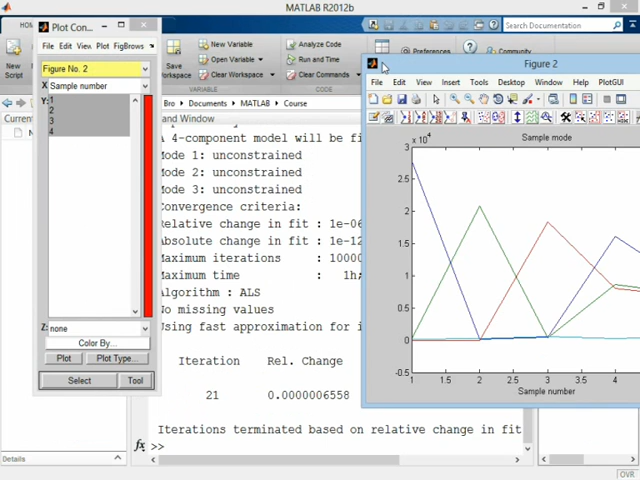 MATLAB R2012b
Plot Con...
File Edit View Plot FigBrows
Figure No. 2
X Sample number
Y: 1
2
3
4
Z: none
Color By...
Plot Plot Type...
Select Tool
New Script
Save Workspace
New Variable
Open Variable
Clear Workspace
VARIABLE
Analyze Code
Run and Time
Clear Commands
CODE
Preferences
Community
Search Documentation
Bro Documents MATLAB Course
Curren
mand Window
A 4-component model will be fi
Mode 1: unconstrained
Mode 2: unconstrained
Mode 3: unconstrained
Convergence criteria:
Relative change in fit : 1e-06
Absolute change in fit : 1e-12
Maximum iterations : 10000
Maximum time : 1h;
Algorithm : ALS
No missing values
Using fast approximation for i
Iteration Rel. Change
21 0.0000006558
Iterations terminated based on relative change in fit
fx >>
Details
OVR
Figure 2
File Edit View Insert Tools Desktop Window Help PlotGUI
x 10^4
Sample mode
3
2.5
2
1.5
1
0.5
0
-0.5
1 1.5 2 2.5 3 3.5 4
Sample number